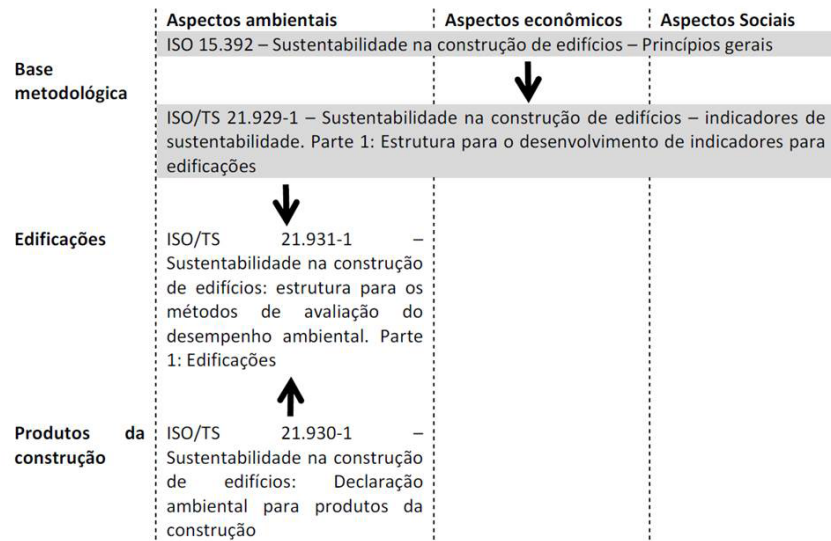 Aspectos ambientais Aspectos econômicos Aspectos Sociais
ISO 15.392 – Sustentabilidade na construção de edifícios – Princípios gerais
Base
metodológica
ISO/TS 21.929-1 – Sustentabilidade na construção de edifícios – indicadores de
sustentabilidade. Parte 1: Estrutura para o desenvolvimento de indicadores para
edificações
Edificações
ISO/TS 21.931-1 –
Sustentabilidade na construção
de edifícios: estrutura para os
métodos de avaliação do
desempenho ambiental. Parte
1: Edificações
Produtos da
construção
ISO/TS 21.930-1 –
Sustentabilidade na construção
de edifícios: Declaração
ambiental para produtos da
construção